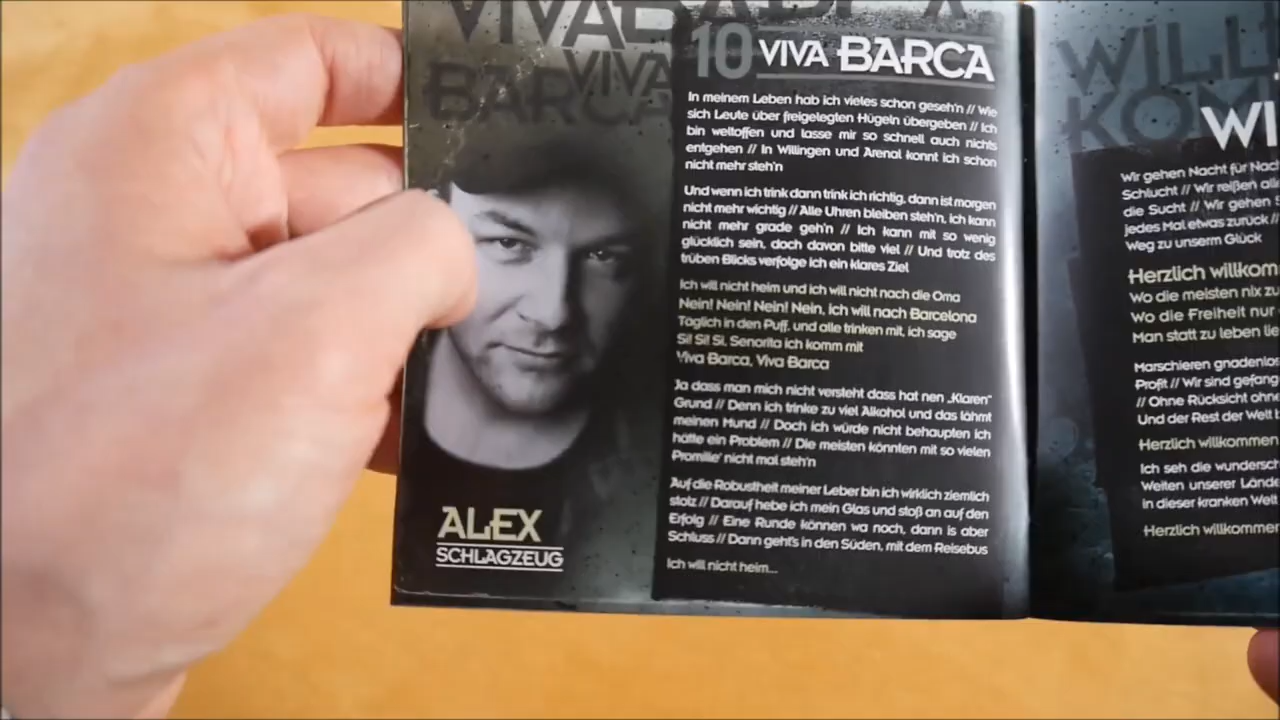 VIVA BARCA
VIVA
BARCA
10 VIVA BARCA
In meinem Leben hab ich vieles schon geseh'n // Wie
sich Leute über freigelegten Hügeln übergeben // Ich
bin weltoffen und lasse mir so schnell auch nichts
entgehen // In Willingen und Arenal konnt ich schon
nicht mehr steh'n
Und wenn ich trink dann trink ich richtig, dann ist morgen
nicht mehr wichtig // Alle Uhren bleiben steh'n, ich kann
nicht mehr grade geh'n // Ich kann mit so wenig
glücklich sein, doch davon bitte viel // Und trotz des
trüben Blicks verfolge ich ein klares Ziel
Ich will nicht heim und ich will nicht nach die Oma
Nein! Nein! Nein! Nein, ich will nach Barcelona
Täglich in den Puff, und alle trinken mit, ich sage
Si! Si! Si, Senorita ich komm mit
Viva Barca, Viva Barca
Ja dass man mich nicht versteht dass hat nen „Klaren"
Grund // Denn ich trinke zu viel Alkohol und das lähmt
meinen Mund // Doch ich würde nicht behaupten ich
hätte ein Problem // Die meisten könnten mit so vielen
Promille' nicht mal steh'n
Auf die Robustheit meiner Leber bin ich wirklich ziemlich
stolz // Darauf hebe ich mein Glas und stoß an auf den
Erfolg // Eine Runde können wa noch, dann is aber
Schluss // Dann geht's in den Süden, mit dem Reisebus
Ich will nicht heim...
ALEX
SCHLAGZEUG
WILL
KOM
WI
Wir gehen Nacht für Nac
Schlucht // Wir reißen all
die Sucht // Wir gehen
jedes Mal etwas zurück //
Weg zu unserm Glück
Herzlich willkom
Wo die meisten nix zu
Wo die Freiheit nur
Man statt zu leben lie
Marschieren gnadenlos
Profit // Wir sind gefang
// Ohne Rücksicht ohn
Und der Rest der Welt
Herzlich willkommen
Ich seh die wundersch
Weiten unserer Lände
in dieser kranken Welt
Herzlich willkommen